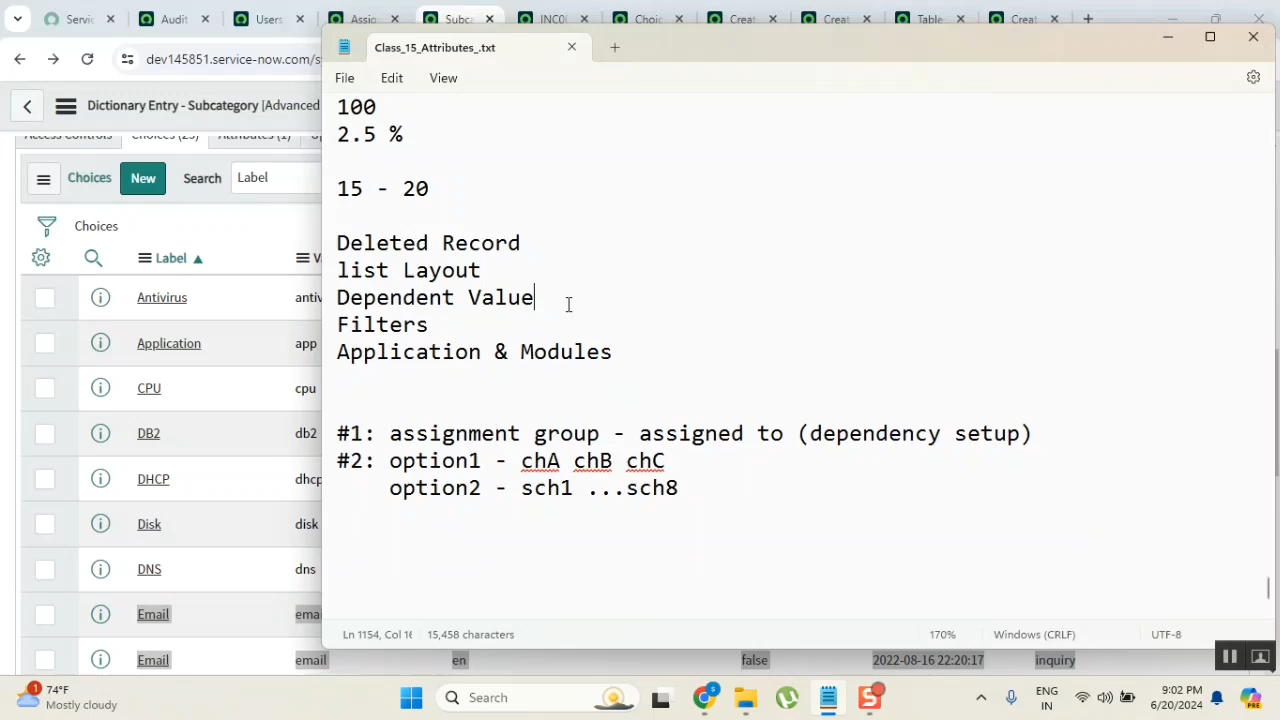 Servic
Audit
Users
Assig
Subca
INC0
Choic
Creat
Creat
Table
Creat
dev145851.service-now.com/s
Dictionary Entry - Subcategory [Advanced
Access Controls Choices (25) Attributes (1)
Choices New Search Label
Choices
Label ▲
Antivirus antiv
Application app
CPU cpu
DB2 db2
DHCP dhcp
Disk disk
DNS dns
Email ema
Email email en false 2022-08-16 22:20:17 inquiry
Class_15_Attributes_.txt
File Edit View
100
2.5 %
15 - 20
Deleted Record
list Layout
Dependent Value
Filters
Application & Modules
#1: assignment group - assigned to (dependency setup)
#2: option1 - chA chB chC
option2 - sch1 ...sch8
Ln 1154, Col 16 15,458 characters 170% Windows (CRLF) UTF-8
1
74°F
Mostly cloudy
Search
PRE
ENG
IN
9:02 PM
6/20/2024